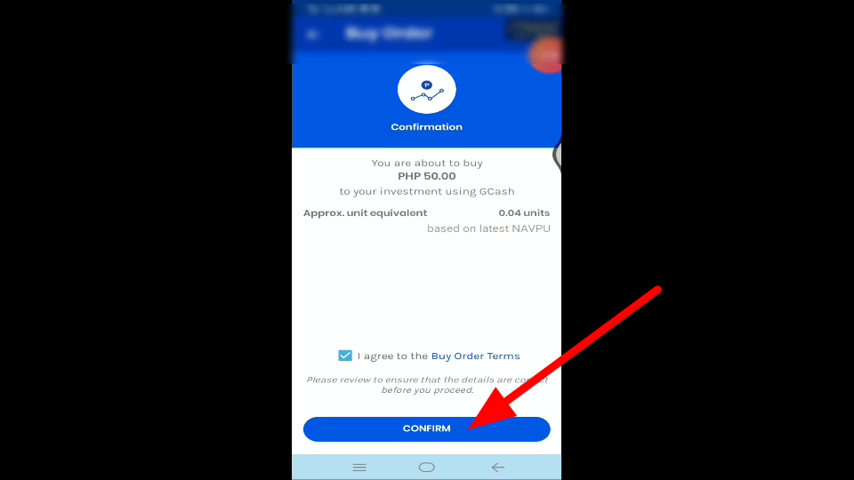 Buy Order
Confirmation
You are about to buy
PHP 50.00
to your investment using GCash
Approx. unit equivalent 0.04 units
based on latest NAVPU
I agree to the Buy Order Terms
Please review to ensure that the details are correct
before you proceed.
CONFIRM